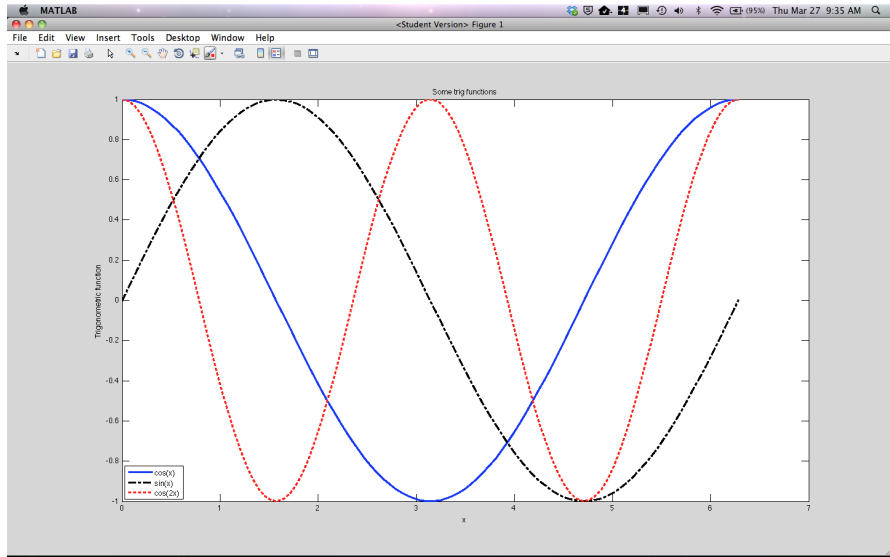 MATLAB (95%) Thu Mar 27 9:35 AM
<Student Version> Figure 1
File Edit View Insert Tools Desktop Window Help
Some trig functions
1
0.8
0.6
0.4
0.2
0
-0.2
-0.4
-0.6
-0.8
-1
Trigonometric function
cos(x)
sin(x)
cos(2x)
0 1 2 3 4 5 6 7
x